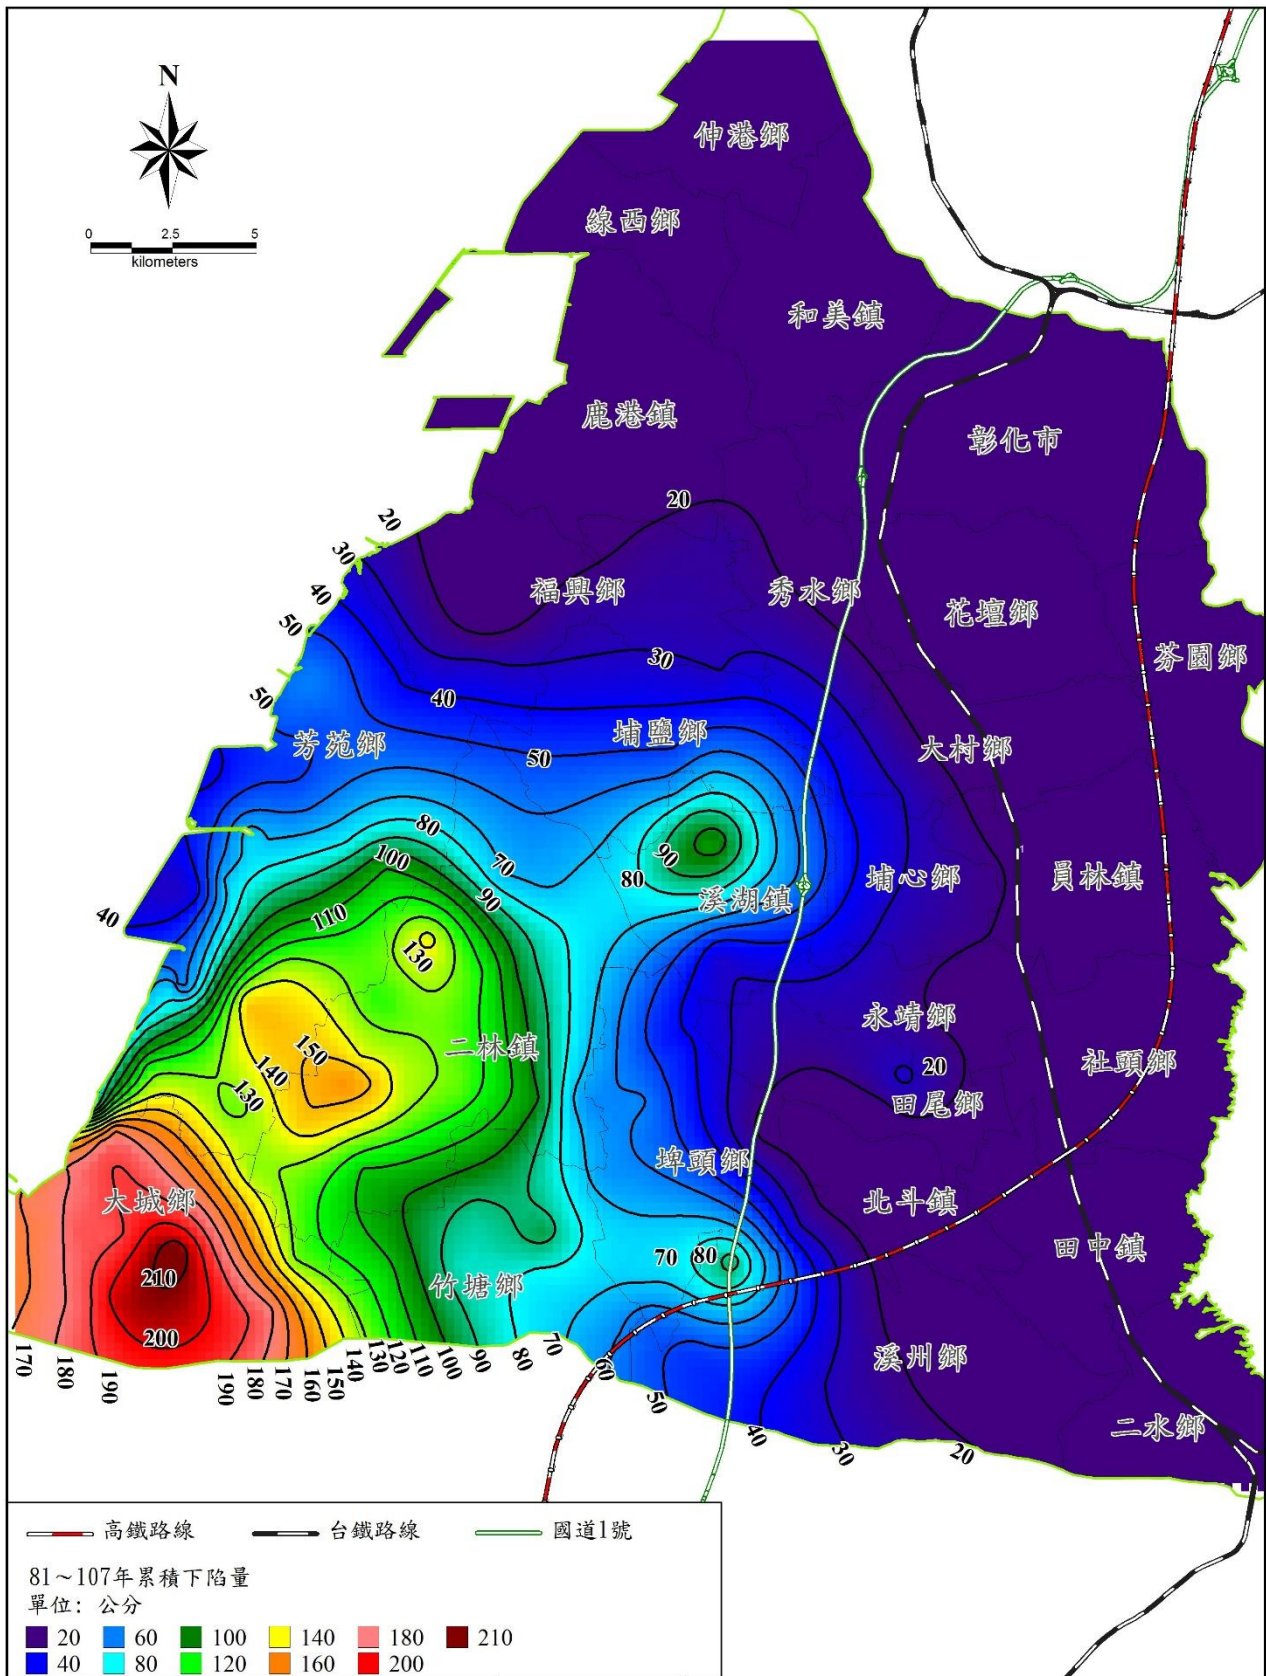 N
0 2.5 5
kilometers
伸港鄉
線西鄉
和美鎮
鹿港鎮
彰化市
20
20
30
福興鄉
秀水鄉
40
花壇鄉
50
30
芬園鄉
50
40
埔鹽鄉
芳苑鄉
50
大村鄉
80
100
70
90
80
埔心鄉
員林鎮
90
溪湖鎮
40
110
130
永靖鄉
150
二林鎮
140
社頭鄉
20
130
田尾鄉
埤頭鄉
大城鄉
北斗鎮
田中鎮
70
80
210
竹塘鄉
200
溪州鄉
170
180
190
190
180
170
160
150
140
130
120
110
100
90
80
70
60
50
40
30
20
二水鄉
高鐵路線 台鐵路線 國道1號
81~107年累積下陷量
單位: 公分
20 60 100 140 180 210
40 80 120 160 200